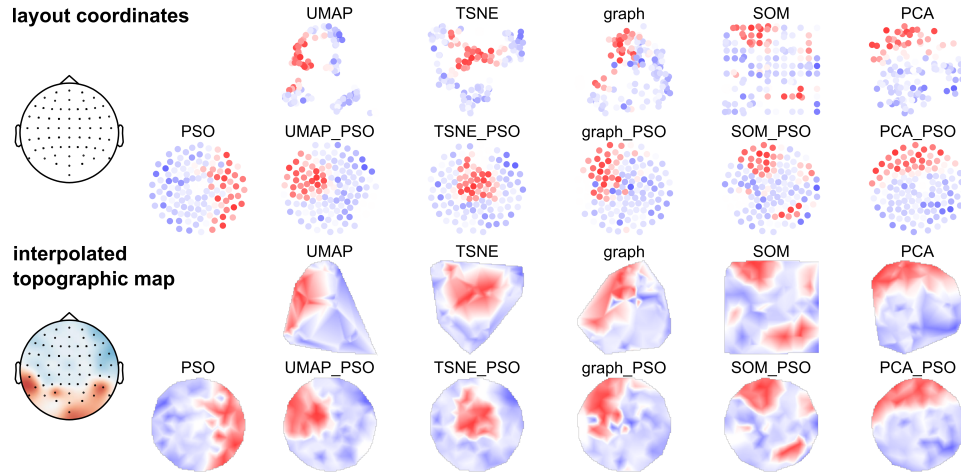 layout coordinates
UMAP TSNE graph SOM PCA
PSO UMAP_PSO TSNE_PSO graph_PSO SOM_PSO PCA_PSO
interpolated
topographic map
UMAP TSNE graph SOM PCA
PSO UMAP_PSO TSNE_PSO graph_PSO SOM_PSO PCA_PSO